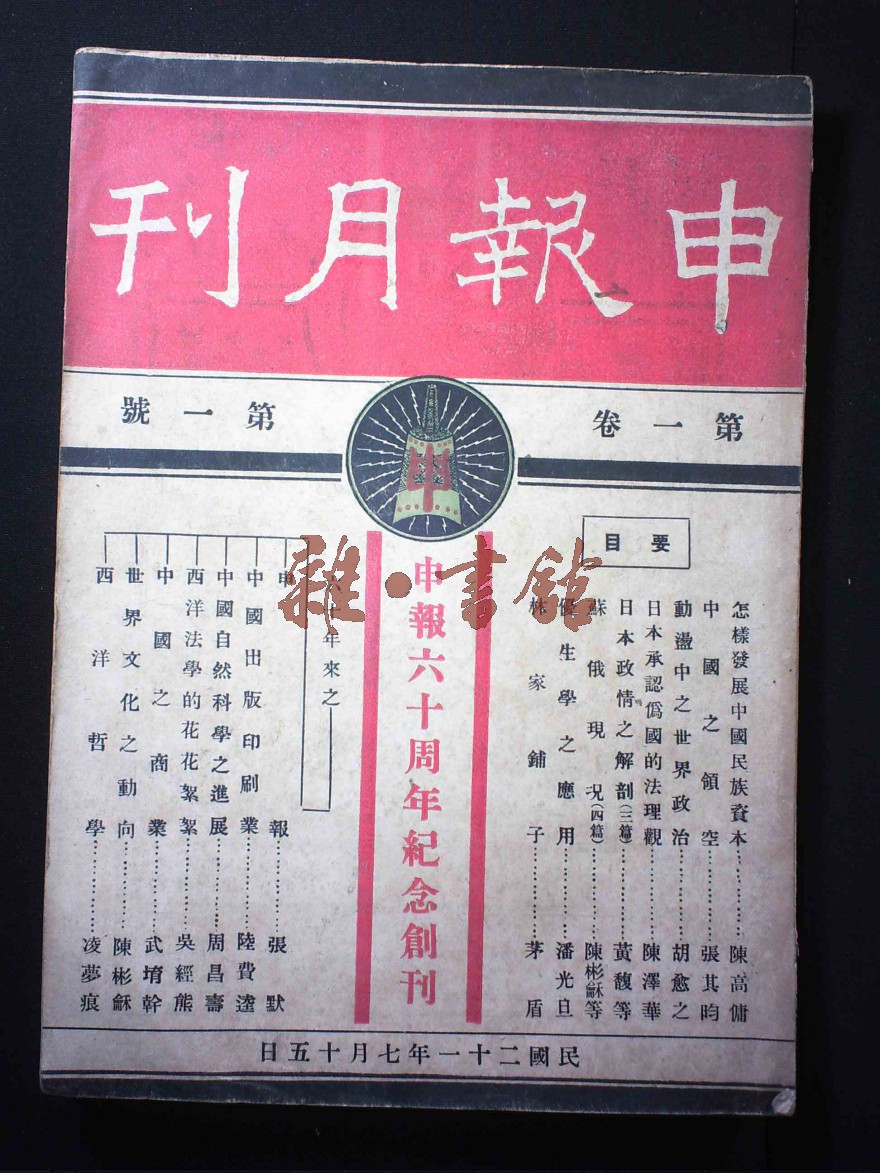 申報月刊
第一卷
第一號
申
要目
怎樣發展中國民族資本⋯⋯陳高傭
中國之領空⋯⋯張其昀
動盪中之世界政治⋯⋯胡愈之
日本承認僞國的法理觀⋯⋯陳澤華
日本政情之解剖(三篇)⋯⋯黃馥等
蘇俄現況(四篇)⋯⋯陳彬龢等
優生學之應用⋯⋯潘光旦
林家鋪子⋯⋯茅盾
申報六十周年紀念創刊
六十年來之
申報⋯⋯張默
中國出版印刷業⋯⋯陸費逵
中國自然科學之進展⋯⋯周昌壽
西洋法學的花花絮絮⋯⋯吳經熊
中國之商業⋯⋯武堉幹
世界文化之動向⋯⋯陳彬龢
西洋哲學⋯⋯凌夢痕
民國二十一年七月十五日
雜·書館